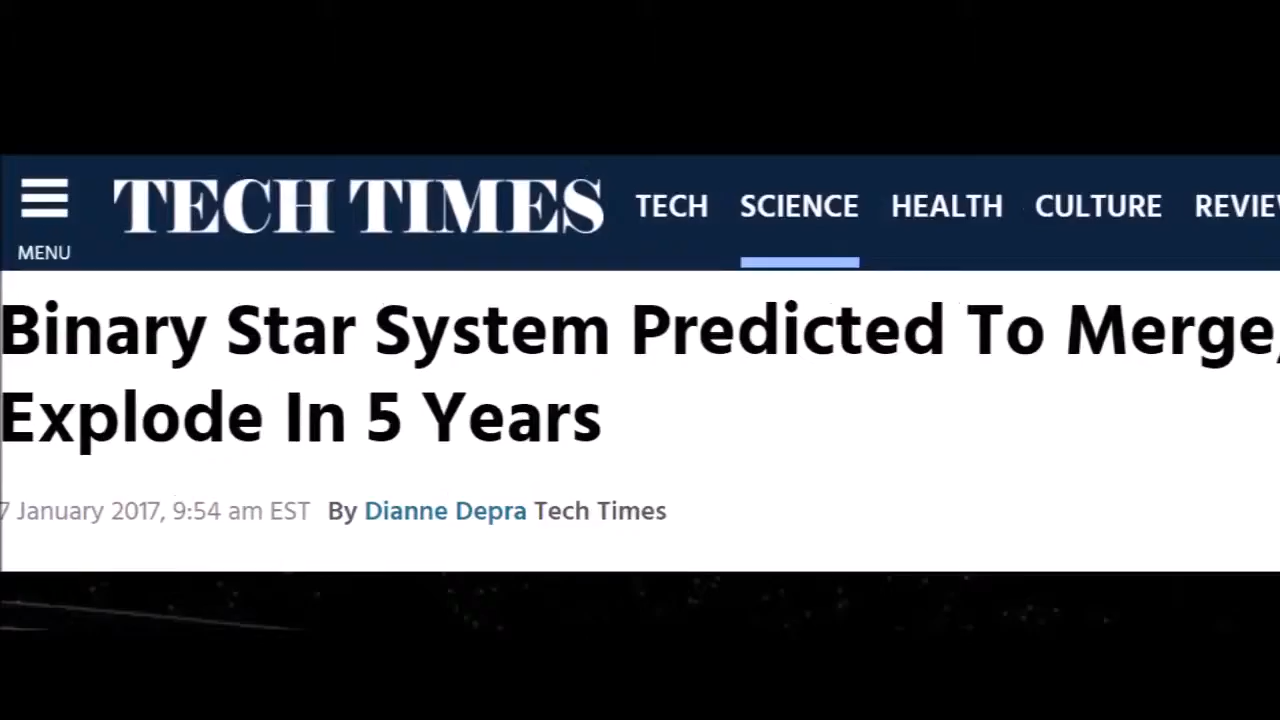 MENU
TECH TIMES
TECH SCIENCE HEALTH CULTURE
Binary Star System Predicted To Merge,
Explode In 5 Years
7 January 2017, 9:54 am EST By Dianne Depra Tech Times